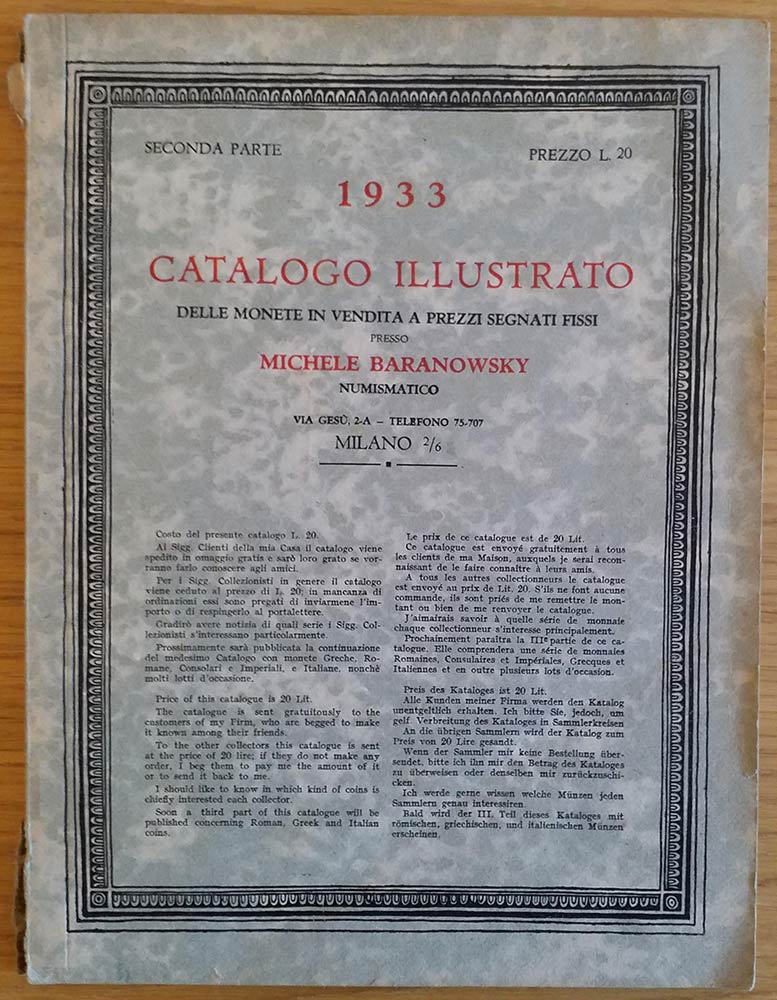 SECONDA PARTE
PREZZO L. 20
1933
CATALOGO ILLUSTRATO
DELLE MONETE IN VENDITA A PREZZI SEGNATI FISSI
PRESSO
MICHELE BARANOWSKY
NUMISMATICO
VIA GESÙ, 2-A – TELEFONO 75-707
MILANO 2/6
Costo del presente catalogo L. 20.
Ai Sigg. Clienti della mia Casa il catalogo viene
spedito in omaggio gratis e sarò loro grato se vor-
ranno farlo conoscere agli amici.
Per i Sigg. Collezionisti in genere il catalogo
viene ceduto al prezzo di L. 20; in mancanza di
ordinazioni essi sono pregati di inviarmene l'im-
porto o di respingerlo al portalettere.
Gradirò avere notizia di quali serie i Sigg. Col-
lezionisti s'interessano particolarmente.
Prossimamente sarà pubblicata la continuazione
del medesimo Catalogo con monete Greche, Ro-
mane, Consolari e Imperiali, e Italiane, nonchè
molti lotti d'occasione.
Price of this catalogue is 20 Lit.
The catalogue is sent gratuitously to the
customers of my Firm, who are begged to make
it known among their friends.
To the other collectors this catalogue is sent
at the price of 20 lire; if they do not make any
order, I beg them to pay me the amount of it
or to send it back to me.
I should like to know in which kind of coins is
chiefly interested each collector.
Soon a third part of this catalogue will be
published concerning Roman, Greek and Italian
coins.
Le prix de ce catalogue est de 20 Lit.
Ce catalogue est envoyé gratuitement à tous
les clients de ma Maison, auxquels je serai recon-
naissant de le faire connaître à leurs amis.
A tous les autres collectionneurs le catalogue
est envoyé au prix de Lit. 20. S'ils ne font aucune
commande, ils sont priés de me remettre le mon-
tant ou bien de me renvoyer le catalogue.
J'aimairais savoir à quelle série de monnaie
chaque collectionneur s'interesse principalement.
Prochainement paraîtra la IIIe partie de ce ca-
talogue. Elle comprendera une série de monnaies
Romaines, Consulaires et Impériales, Grecques et
Italiennes et en outre plusieurs lots d'occasion.
Preis des Kataloges ist 20 Lit.
Alle Kunden meiner Firma werden den Katalog
unentgeltlich erhalten. Ich bitte Sie, jedoch, um
gelf. Verbreitung des Kataloges in Sammlerkreisen
An die übrigen Sammlern wird der Katalog zum
Preis von 20 Lire gesandt.
Wenn der Sammler mir keine Bestellung über-
sendet, bitte ich ihn mir den Betrag des Kataloges
zu überweisen oder denselben mir zurückzuschi-
cken.
Ich werde gerne wissen welche Münzen jeden
Sammlern genau interessiren.
Bald wird der III. Teil dieses Kataloges mit
römischen, griechischen, und italienischen Münzen
erscheinen.